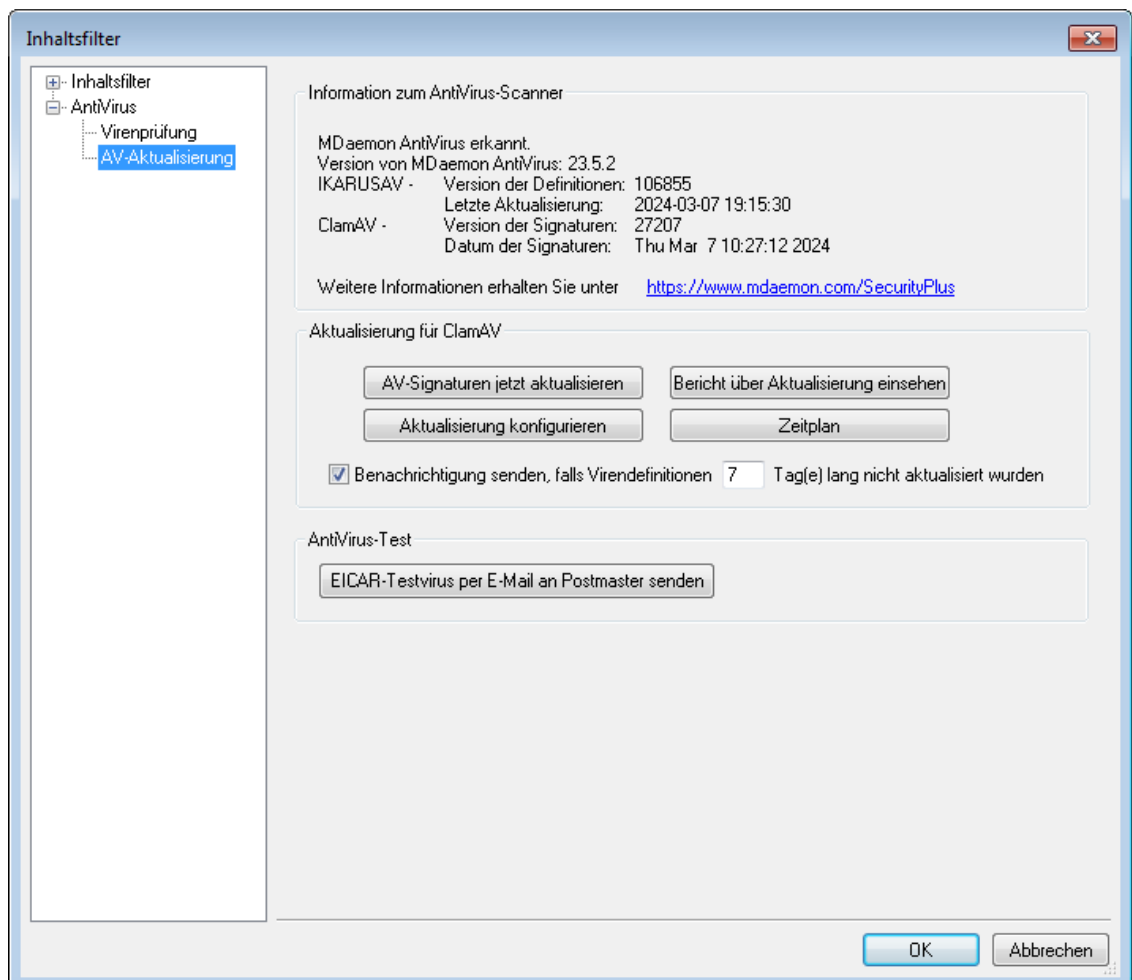 Inhaltsfilter
Inhaltsfilter
AntiVirus
Virenprüfung
AV-Aktualisierung
Information zum AntiVirus-Scanner
MDaemon AntiVirus erkannt.
Version von MDaemon AntiVirus: 23.5.2
IKARUSAV - Version der Definitionen: 106855
Letzte Aktualisierung: 2024-03-07 19:15:30
ClamAV - Version der Signaturen: 27207
Datum der Signaturen: Thu Mar 7 10:27:12 2024
Weitere Informationen erhalten Sie unter https://www.mdaemon.com/SecurityPlus
Aktualisierung für ClamAV
AV-Signaturen jetzt aktualisieren Bericht über Aktualisierung einsehen
Aktualisierung konfigurieren Zeitplan
Benachrichtigung senden, falls Virendefinitionen 7 Tag(e) lang nicht aktualisiert wurden
AntiVirus-Test
EICAR-Testvirus per E-Mail an Postmaster senden
OK Abbrechen